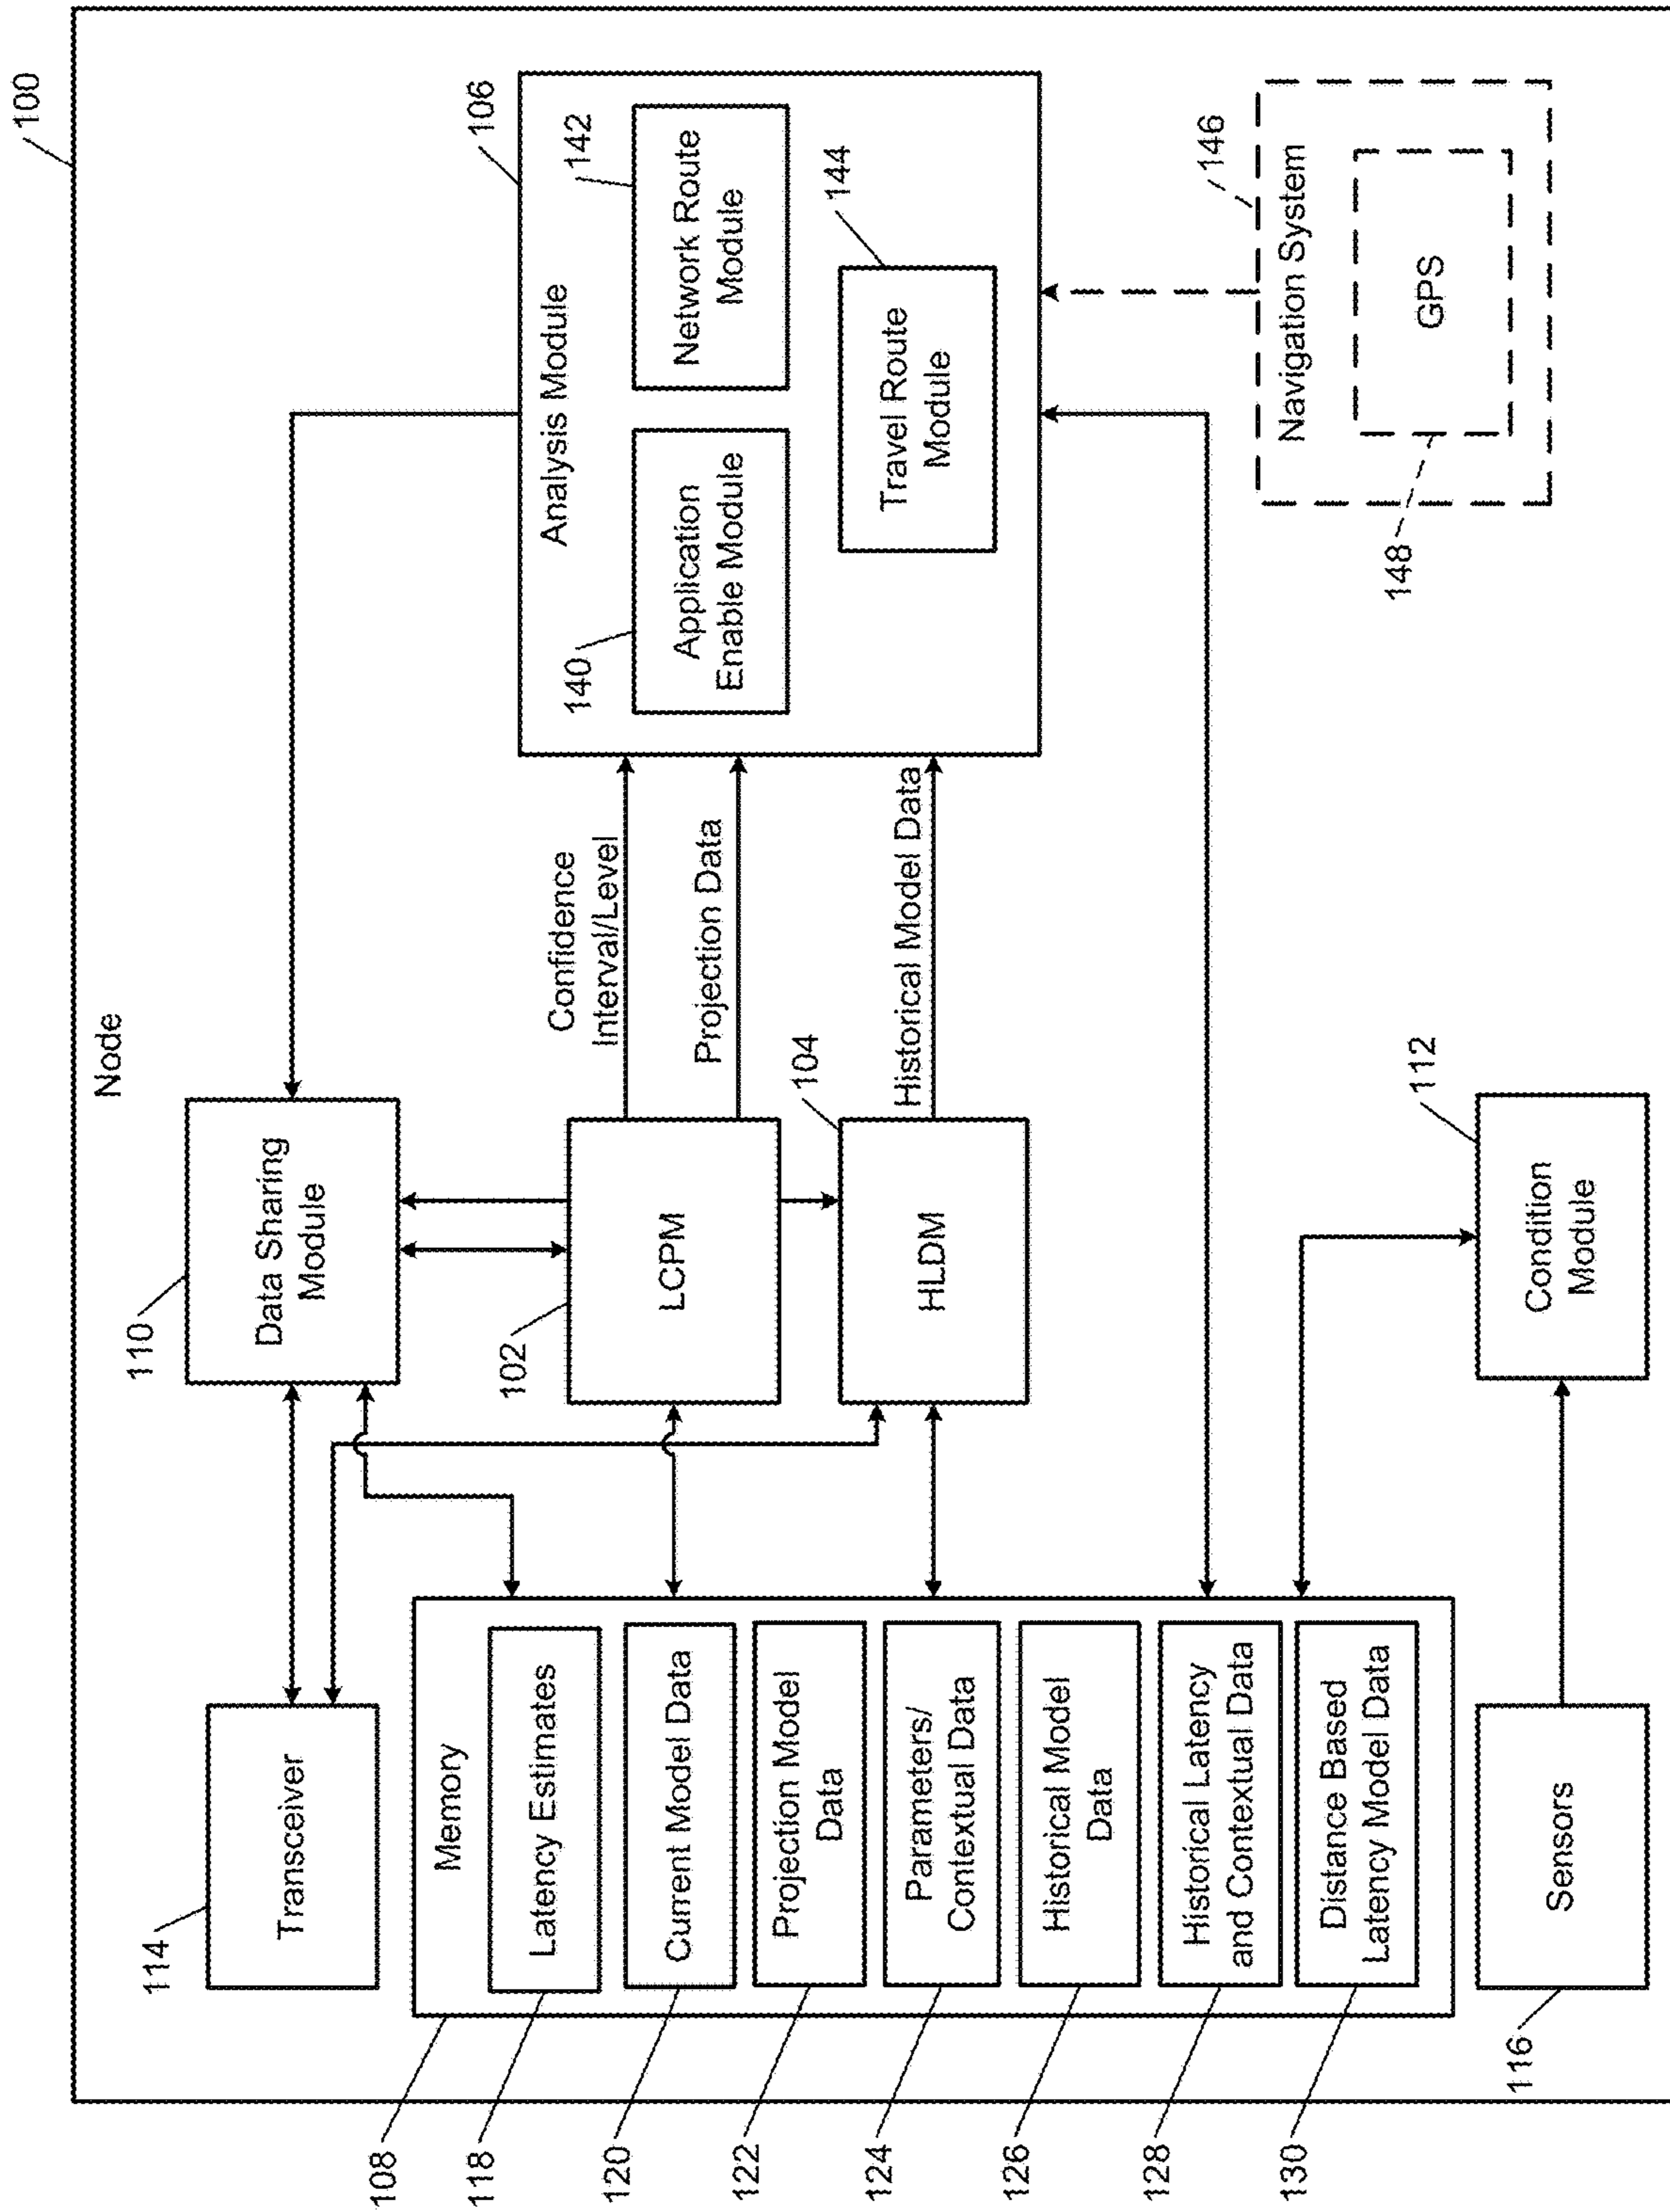 100
Node
114
Transceiver
110
Data Sharing
Module
108
Memory
118
Latency Estimates
120
Current Model Data
122
Projection Model
Data
124
Parameters/
Contextual Data
126
Historical Model
Data
128
Historical Latency
and Contextual Data
130
Distance Based
Latency Model Data
102
LCPM
104
HLDM
Confidence
Interval/Level
Projection Data
Historical Model Data
106
Analysis Module
140
Application
Enable Module
142
Network Route
Module
144
Travel Route
Module
116
Sensors
112
Condition
Module
146
Navigation System
148
GPS